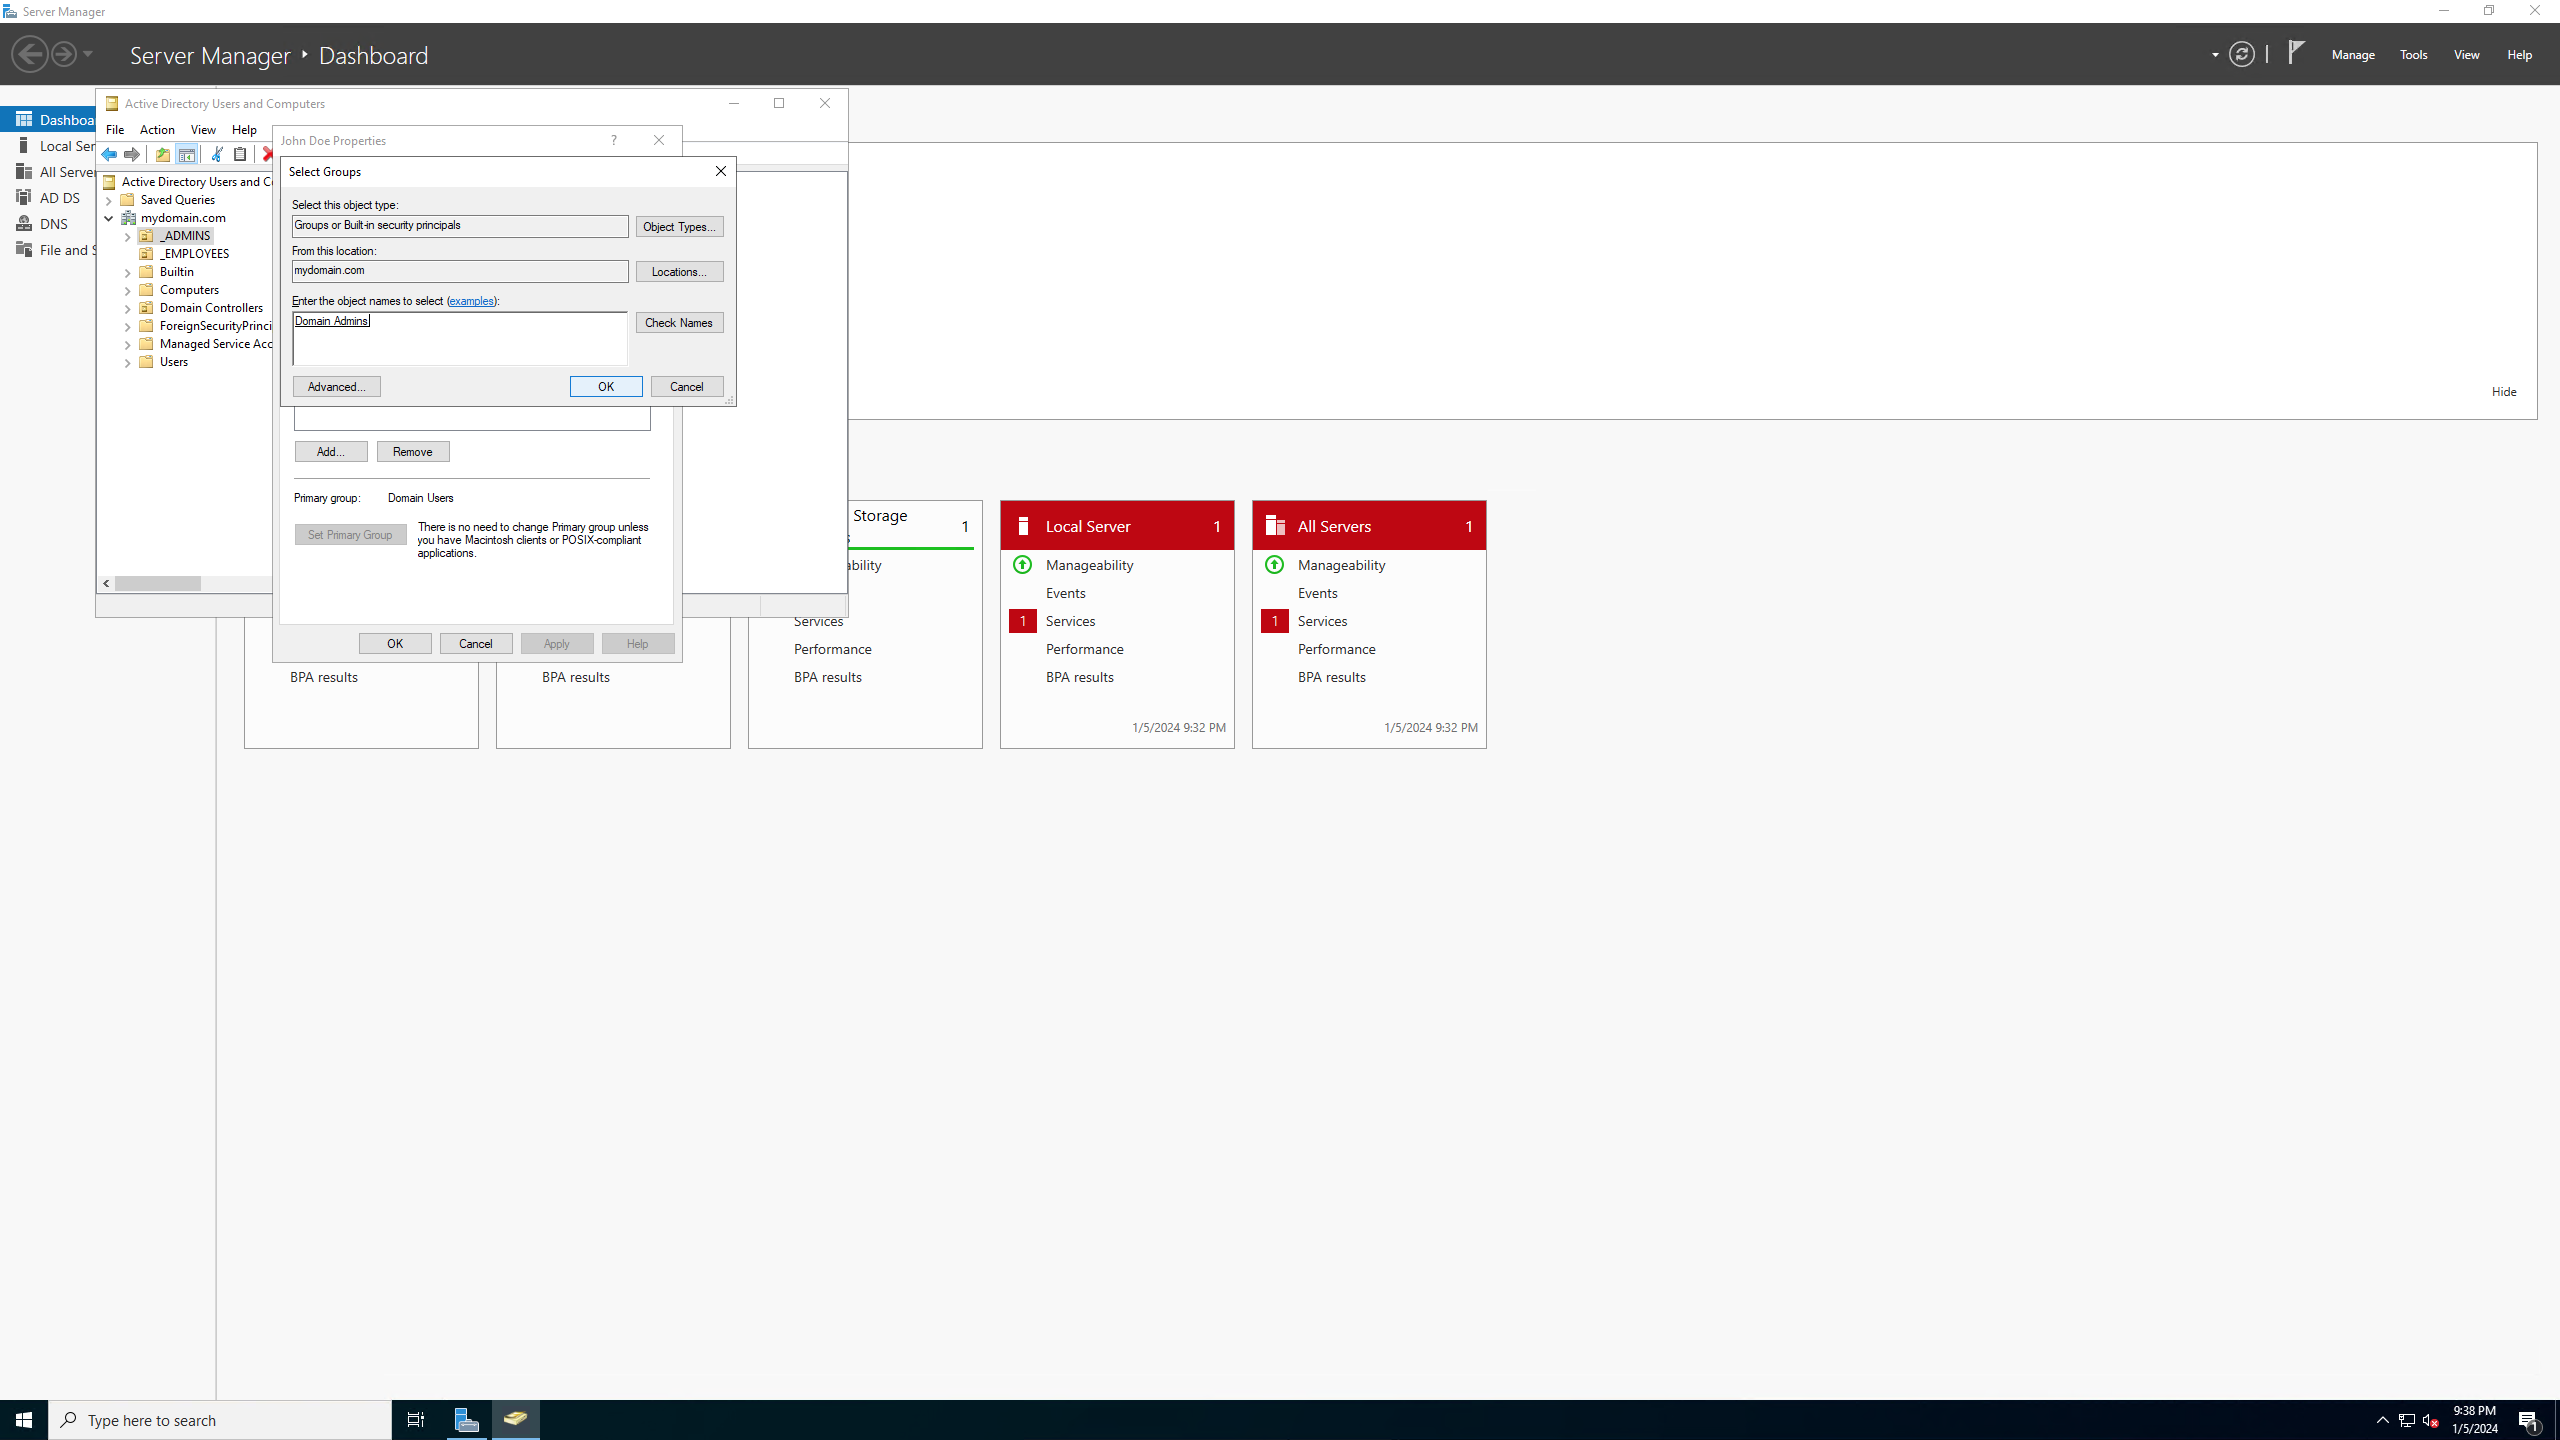 Server Manager
Server Manager ‣ Dashboard
Manage
Tools
View
Help
Dashboa
Local Ser
All Server
AD DS
DNS
File and S
Active Directory Users and Computers
File
Action
View
Help
Active Directory Users and Co
Saved Queries
mydomain.com
_ADMINS
_EMPLOYEES
Builtin
Computers
Domain Controllers
ForeignSecurityPrinci
Managed Service Acc
Users
John Doe Properties
Select Groups
Select this object type:
Groups or Built-in security principals
Object Types...
From this location:
mydomain.com
Locations...
Enter the object names to select (examples):
Domain Admins
Check Names
Advanced...
OK
Cancel
Add...
Remove
Primary group:
Domain Users
Set Primary Group
There is no need to change Primary group unless
you have Macintosh clients or POSIX-compliant
applications.
OK
Cancel
Apply
Help
Hide
BPA results
BPA results
Storage
1
s
ability
Services
Performance
BPA results
Local Server
1
Manageability
Events
1
Services
Performance
BPA results
1/5/2024 9:32 PM
All Servers
1
Manageability
Events
1
Services
Performance
BPA results
1/5/2024 9:32 PM
Type here to search
9:38 PM
1/5/2024
1